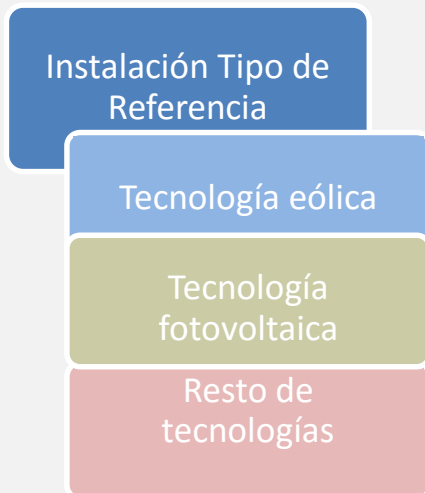 Instalación Tipo de
Referencia
Tecnología eólica
Tecnología
fotovoltaica
Resto de
tecnologías